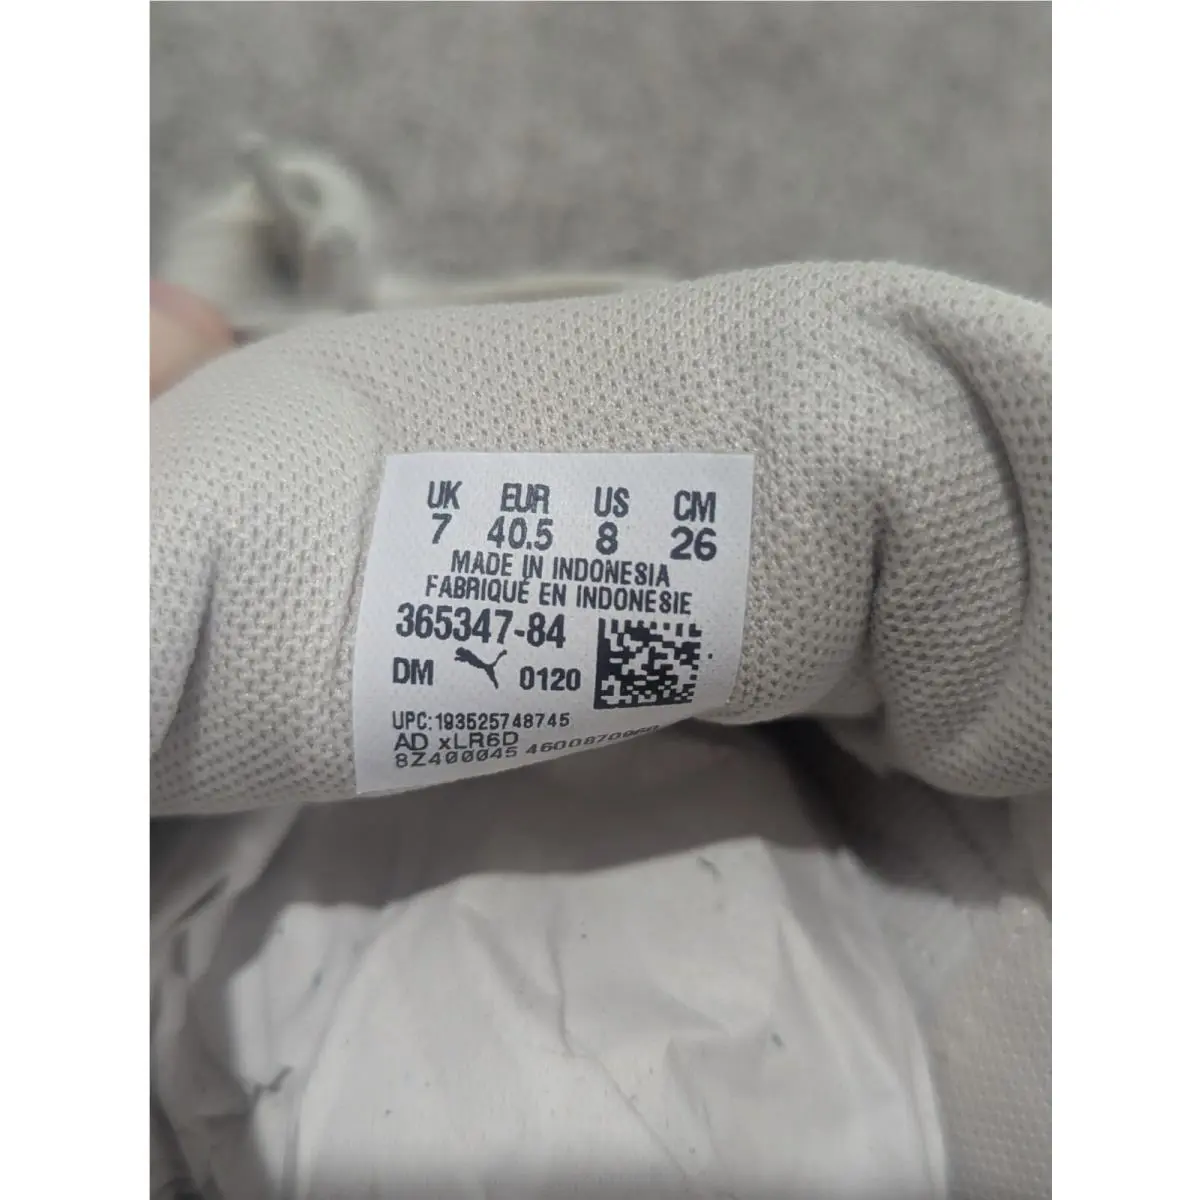 UK EUR US CM
7 40.5 8 26
MADE IN INDONESIA
FABRIQUÉ EN INDONESIE
365347-84
DM 0120
UPC:193525748745
AD xLR6D
8Z400045